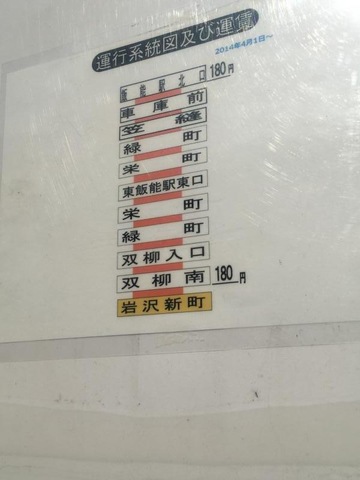 運行系統図及び運賃
2014年4月1日～
飯能駅北口 180円
車庫前
笠縫
緑町
栄町
東飯能駅東口
栄町
緑町
双柳入口
双柳南 180円
岩沢新町